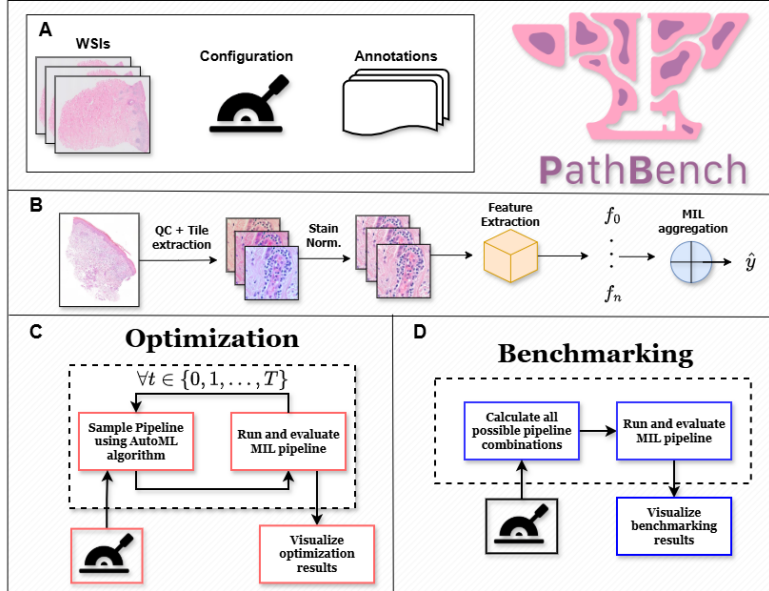 A
WSIs
Configuration
Annotations
PathBench
B
QC + Tile
extraction
Stain
Norm.
Feature
Extraction
f₀
⋮
fₙ
MIL
aggregation
ŷ
C
Optimization
∀t ∈ {0, 1, . . . , T}
Sample Pipeline
using AutoML
algorithm
Run and evaluate
MIL pipeline
Visualize
optimization
results
D
Benchmarking
Calculate all
possible pipeline
combinations
Run and evaluate
MIL pipeline
Visualize
benchmarking
results